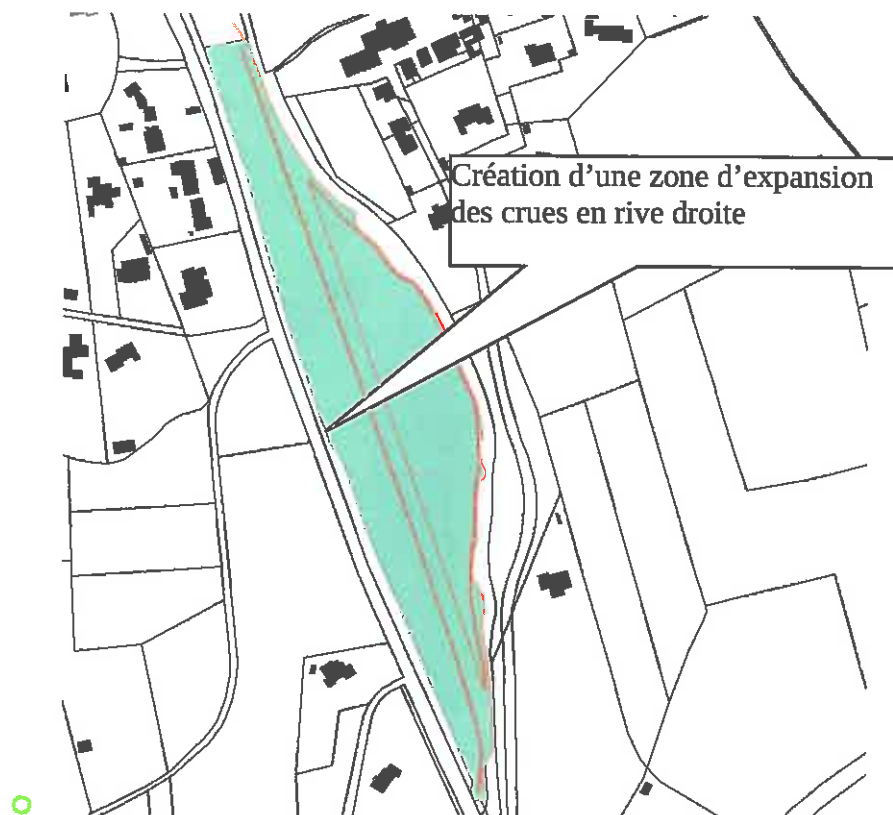 Création d’une zone d’expansion
des crues en rive droite